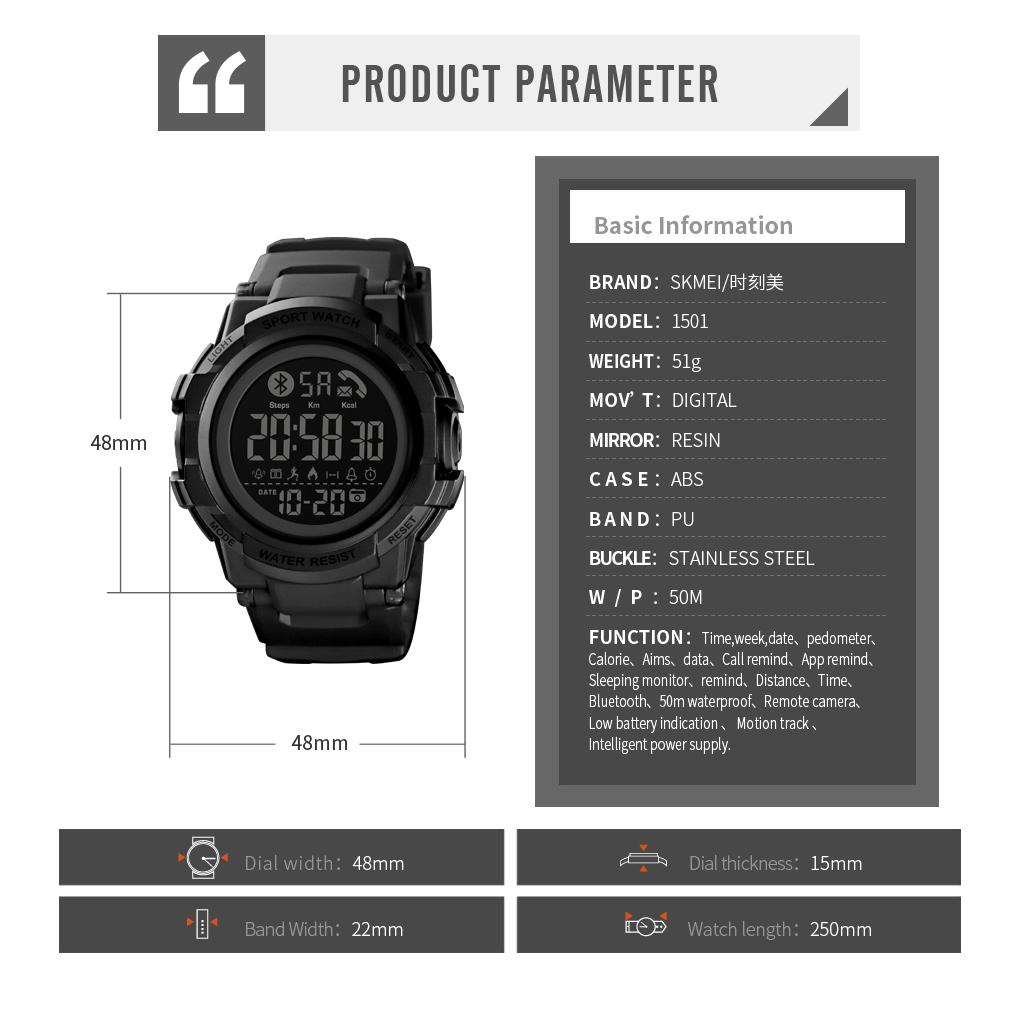 PRODUCT PARAMETER
Basic Information
BRAND： SKMEI/时刻美
MODEL： 1501
WEIGHT： 51g
MOV’ T： DIGITAL
MIRROR： RESIN
CASE： ABS
BAND： PU
BUCKLE： STAINLESS STEEL
W / P ： 50M
FUNCTION： Time,week,date、pedometer、
Calorie、Aims、data、Call remind、App remind、
Sleeping monitor、remind、Distance、Time、
Bluetooth、50m waterproof、Remote camera、
Low battery indication 、 Motion track 、
Intelligent power supply.
SPORT WATCH
LIGHT
START
SA
Steps Km Kcal
20:58 30
DATE 10-20
MODE
RESET
WATER RESIST
48mm
48mm
Dial width： 48mm
Dial thickness： 15mm
Band Width： 22mm
Watch length： 250mm